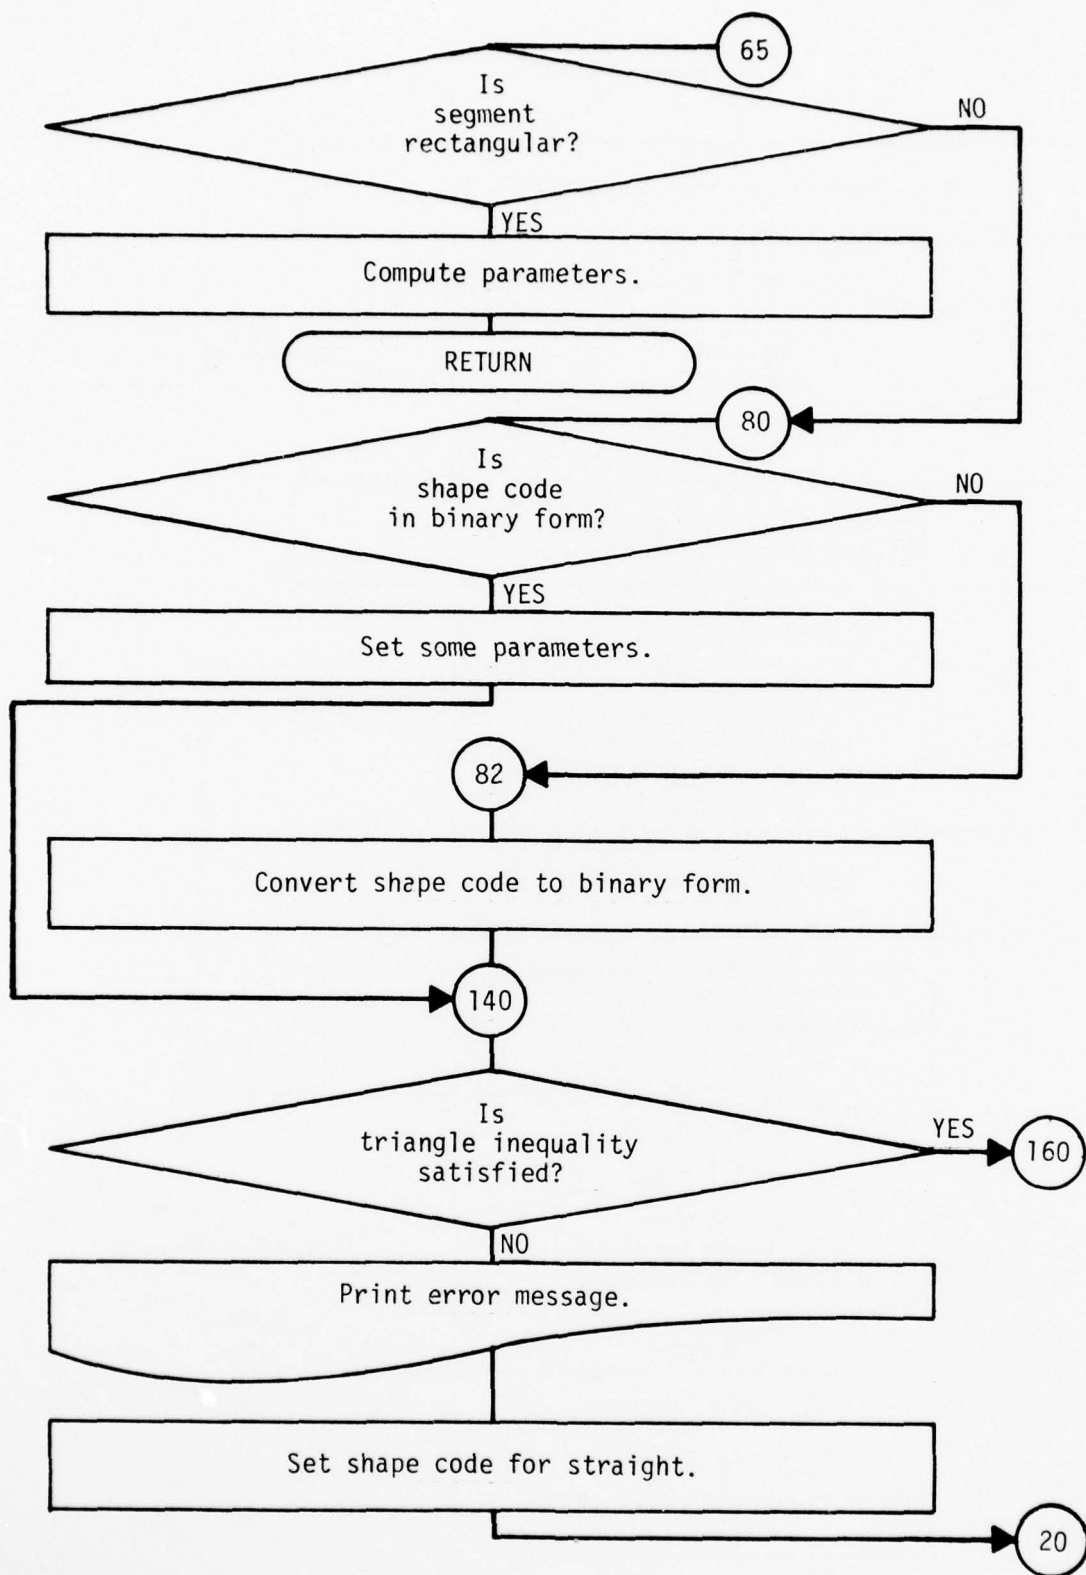 65
Is
segment
rectangular?
NO
YES
Compute parameters.
RETURN
80
Is
shape code
in binary form?
NO
YES
Set some parameters.
82
Convert shape code to binary form.
140
Is
triangle inequality
satisfied?
YES
160
NO
Print error message.
Set shape code for straight.
20